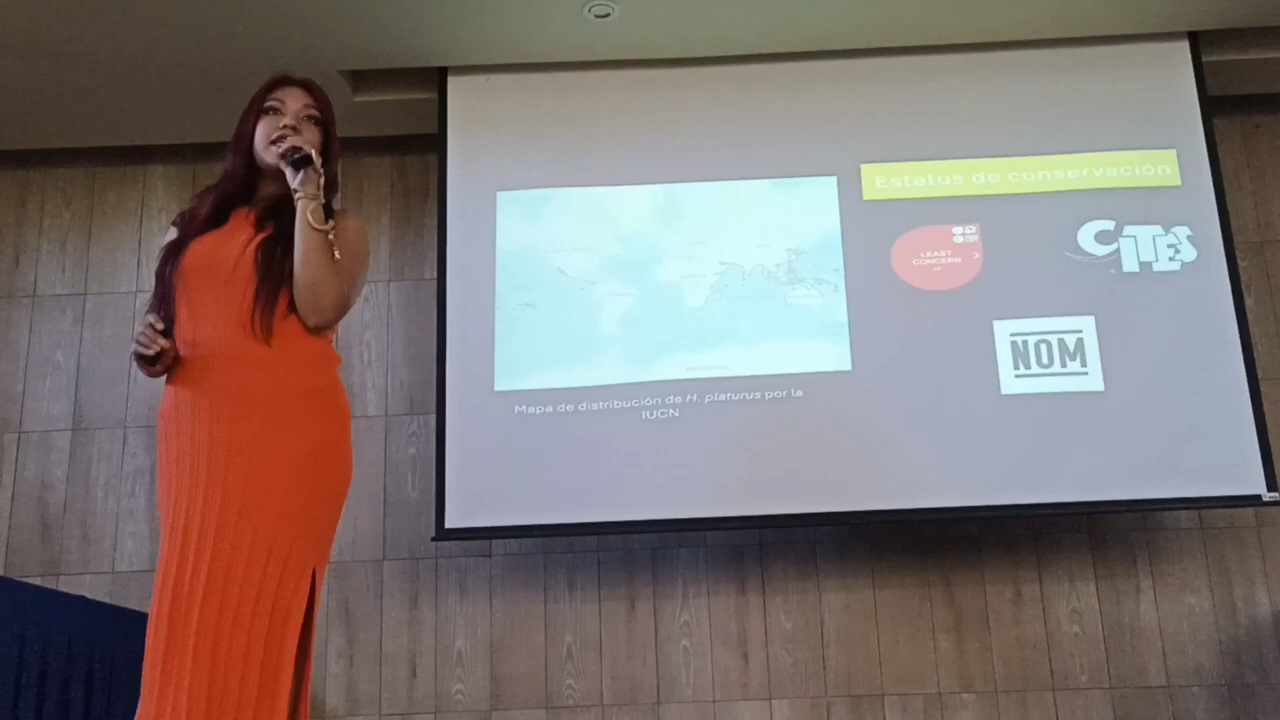 Estatus de conservación
LEAST
CONCERN
CITES
NOM
Mapa de distribución de H. platurus por la
IUCN